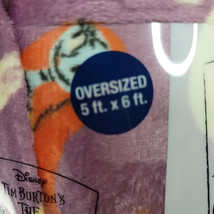 OVERSIZED
5 ft. x 6 ft.
Disney
TIM BURTON'S
THE